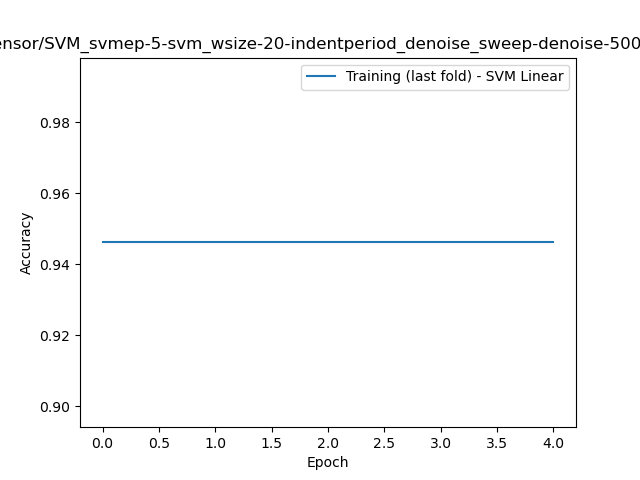 ensor/SVM_svmep-5-svm_wsize-20-indentperiod_denoise_sweep-denoise-500
Training (last fold) - SVM Linear
Accuracy
0.98
0.96
0.94
0.92
0.90
0.0 0.5 1.0 1.5 2.0 2.5 3.0 3.5 4.0
Epoch